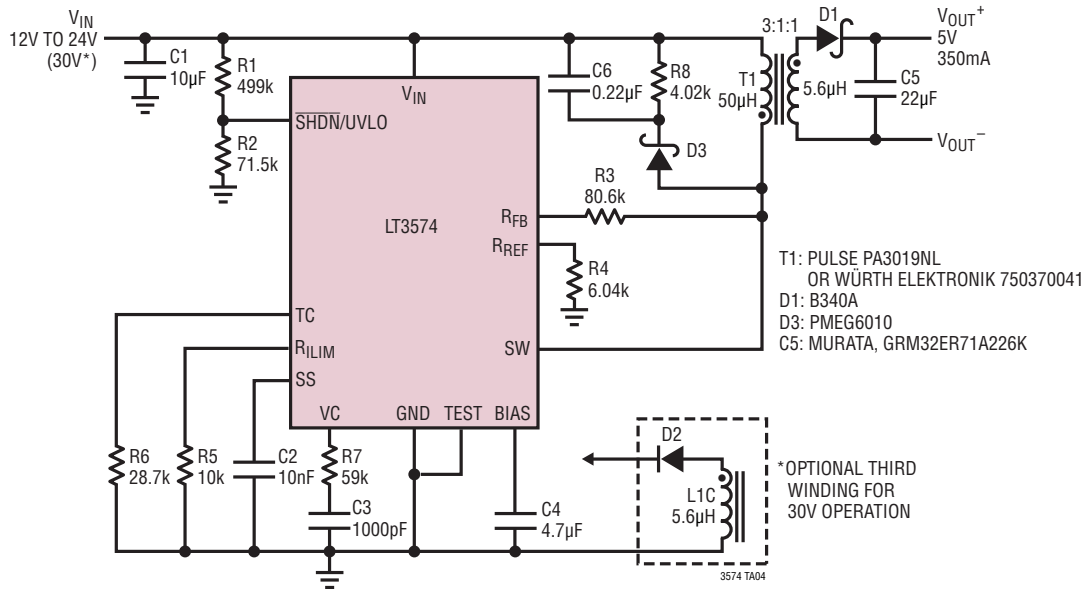 VIN
12V TO 24V
(30V*)
C1
10µF
R1
499k
R2
71.5k
VIN
SHDN/UVLO
C6
0.22µF
R8
4.02k
D3
3:1:1
T1
50µH
5.6µH
D1
VOUT+
5V
350mA
C5
22µF
VOUT–
R3
80.6k
LT3574
RFB
RREF
R4
6.04k
T1: PULSE PA3019NL
OR WÜRTH ELEKTRONIK 750370041
D1: B340A
D3: PMEG6010
C5: MURATA, GRM32ER71A226K
TC
RILIM
SS
SW
VC
GND
TEST
BIAS
R6
28.7k
R5
10k
C2
10nF
R7
59k
C3
1000pF
C4
4.7µF
D2
L1C
5.6µH
*OPTIONAL THIRD
WINDING FOR
30V OPERATION
3574 TA04